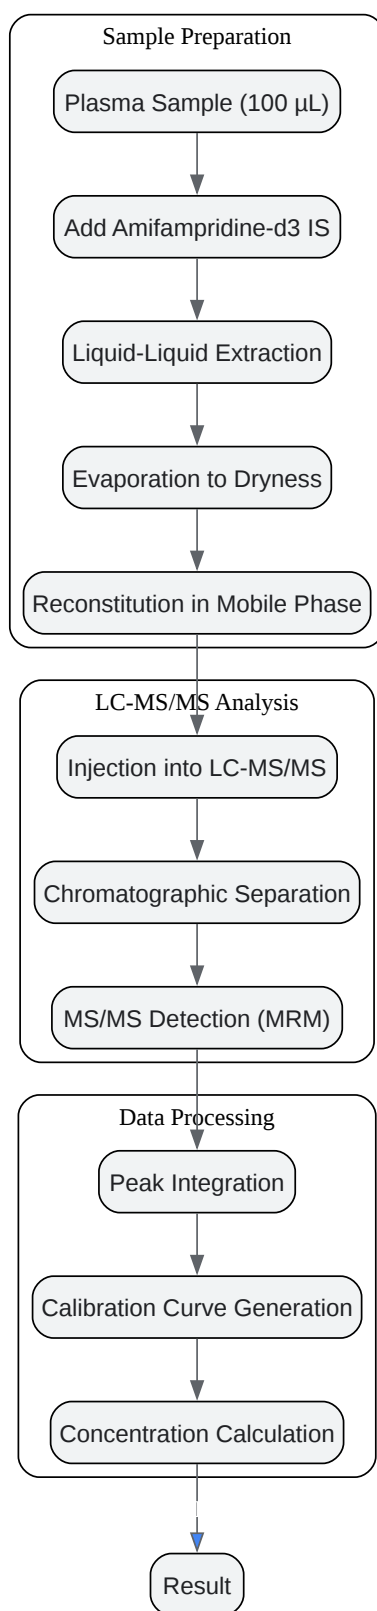 Sample Preparation
Plasma Sample (100 µL)
Add Amifampridine-d3 IS
Liquid-Liquid Extraction
Evaporation to Dryness
Reconstitution in Mobile Phase
LC-MS/MS Analysis
Injection into LC-MS/MS
Chromatographic Separation
MS/MS Detection (MRM)
Data Processing
Peak Integration
Calibration Curve Generation
Concentration Calculation
Result